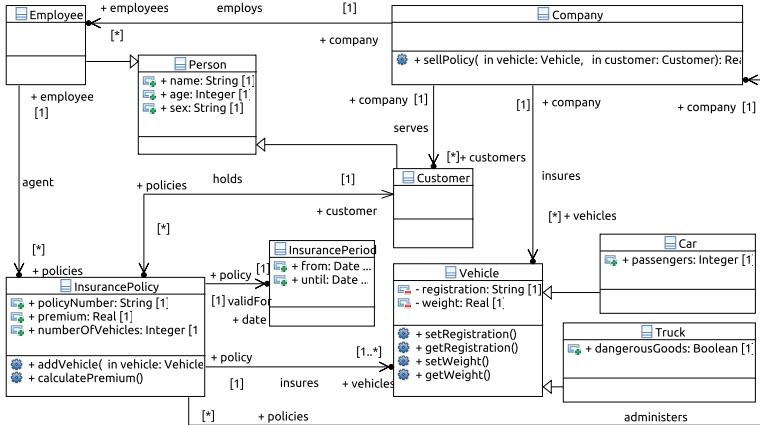 Employee
+ employees
employs
[1]
Company
[*]
+ company
+ sellPolicy( in vehicle: Vehicle, in customer: Customer): Rea
Person
+ name: String [1]
+ age: Integer [1]
+ sex: String [1]
+ employee
[1]
+ company [1]
[1]
+ company
+ company [1]
serves
[*]+ customers
agent
holds
[1]
+ policies
Customer
insures
+ customer
[*]
[*] + vehicles
[*]
+ policies
InsurancePeriod
+ from: Date ...
+ until: Date ...
Car
+ passengers: Integer [1]
InsurancePolicy
+ policyNumber: String [1]
+ premium: Real [1]
+ numberOfVehicles: Integer [1
+ addVehicle( in vehicle: Vehicle
+ calculatePremium()
+ policy
[1]
[1] validFor
+ date
Vehicle
- registration: String [1]
- weight: Real [1]
+ setRegistration()
+ getRegistration()
+ setWeight()
+ getWeight()
Truck
+ dangerousGoods: Boolean [1]
+ policy
[1..*]
[1]
insures
+ vehicles
[*]
+ policies
administers